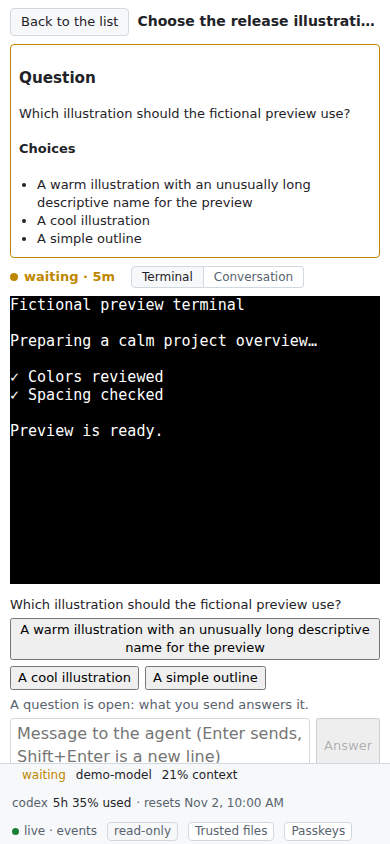 Back to the list Choose the release illustrati…
Question
Which illustration should the fictional preview use?
Choices
• A warm illustration with an unusually long
descriptive name for the preview
• A cool illustration
• A simple outline
waiting · 5m Terminal Conversation
Fictional preview terminal
Preparing a calm project overview…
✓ Colors reviewed
✓ Spacing checked
Preview is ready.
Which illustration should the fictional preview use?
A warm illustration with an unusually long descriptive
name for the preview
A cool illustration A simple outline
A question is open: what you send answers it.
Message to the agent (Enter sends,
Shift+Enter is a new line)
Answer
waiting demo-model 21% context
codex 5h 35% used · resets Nov 2, 10:00 AM
live · events read-only Trusted files Passkeys